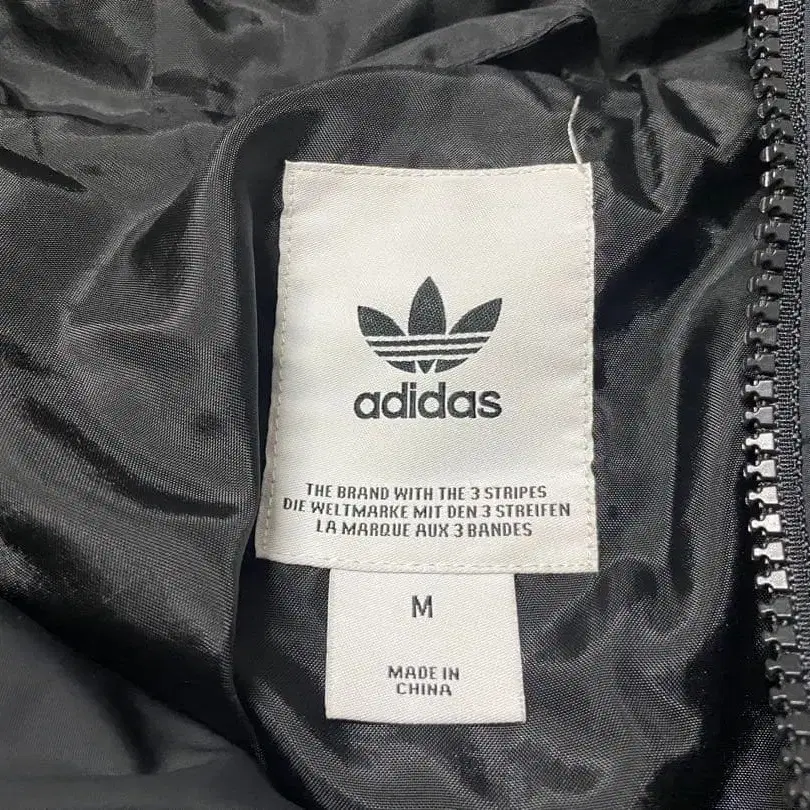 adidas
THE BRAND WITH THE 3 STRIPES
DIE WELTMARKE MIT DEN 3 STREIFEN
LA MARQUE AUX 3 BANDES
M
MADE IN
CHINA